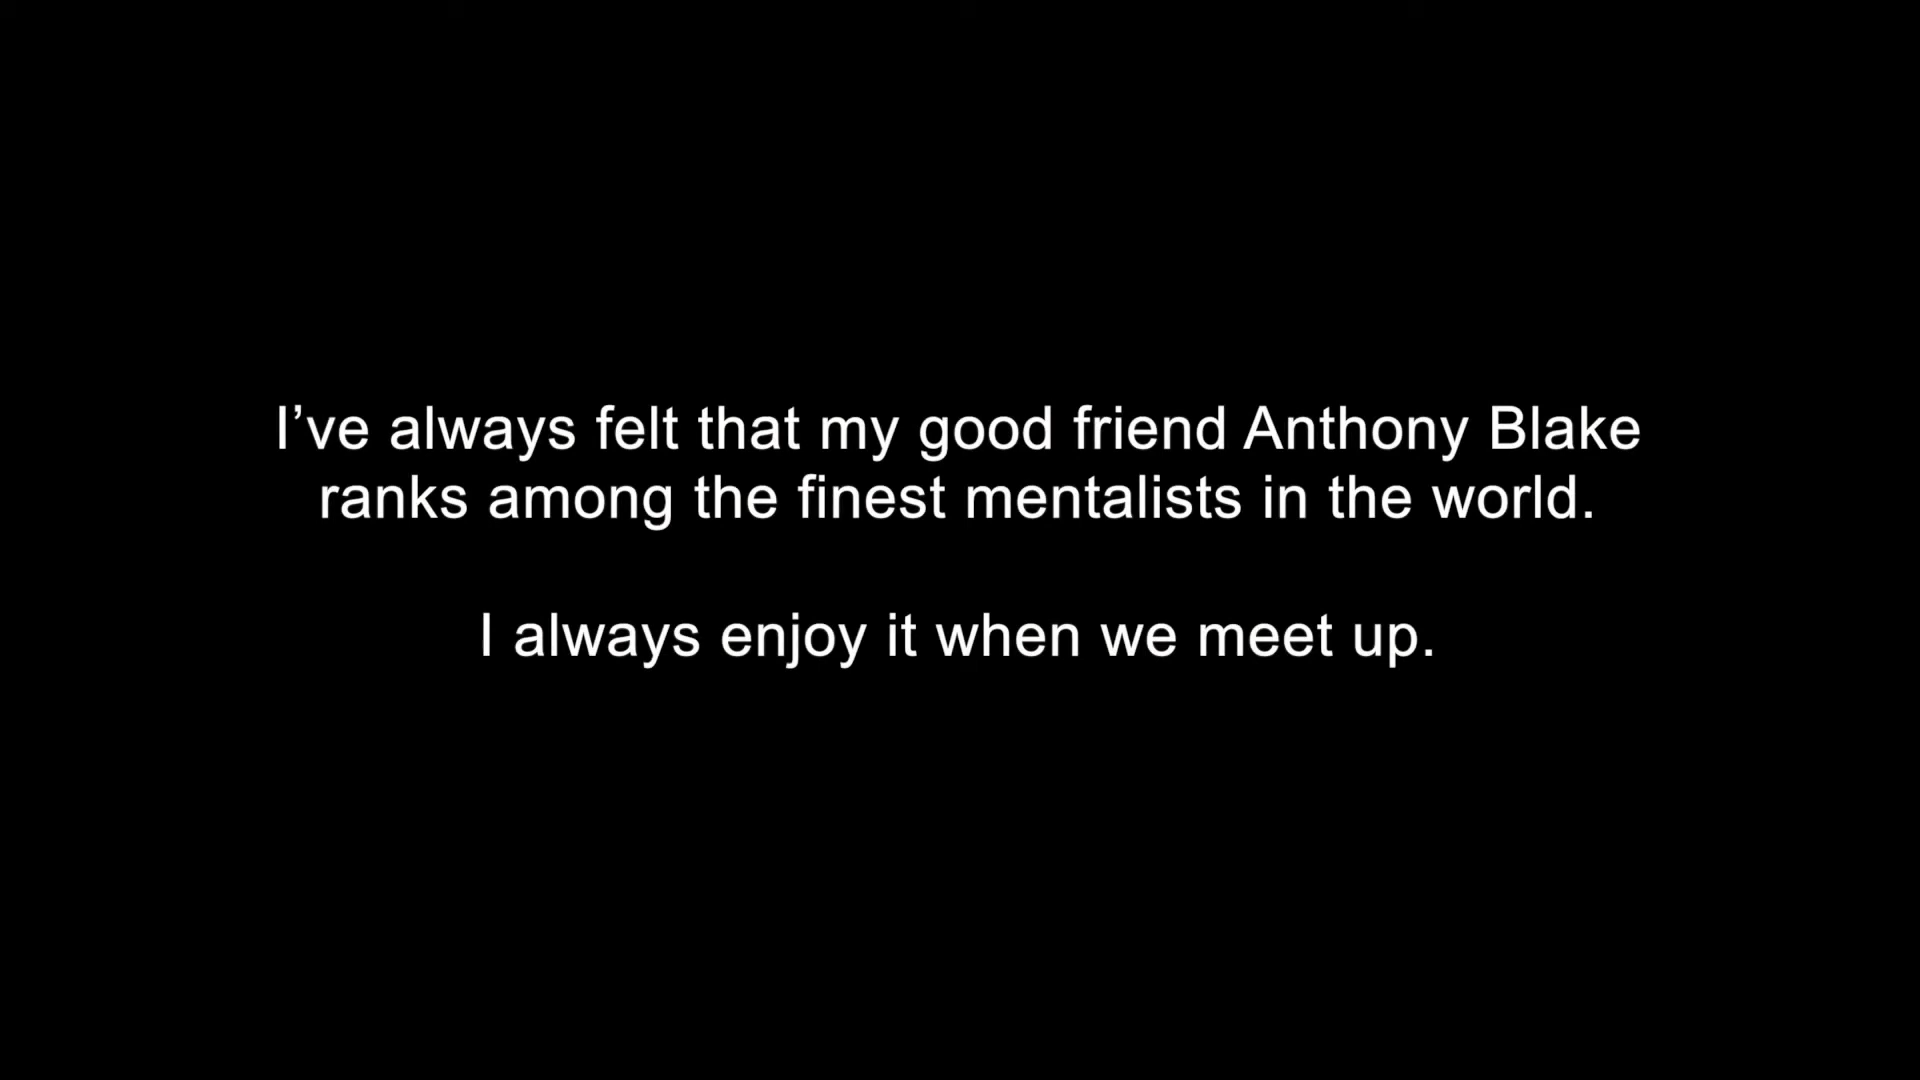 I’ve always felt that my good friend Anthony Blake
ranks among the finest mentalists in the world.
I always enjoy it when we meet up.